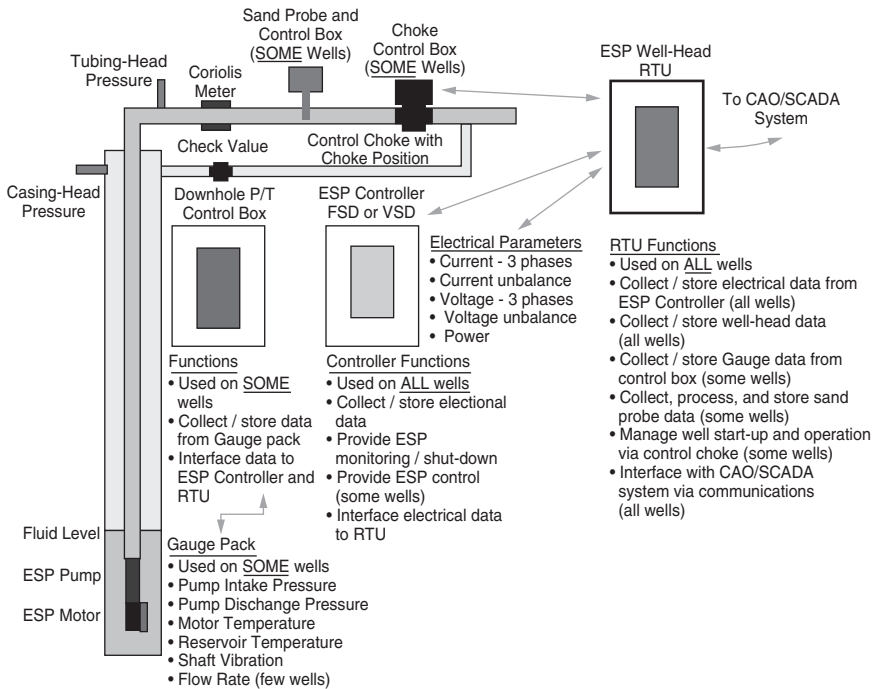 Sand Probe and
Control Box
(SOME Wells)
Choke
Control Box
(SOME Wells)
ESP Well-Head
RTU
Tubing-Head
Pressure
Coriolis
Meter
To CAO/SCADA
System
Check Value
Control Choke with
Choke Position
Casing-Head
Pressure
Downhole P/T
Control Box
ESP Controller
FSD or VSD
Electrical Parameters
• Current - 3 phases
• Current unbalance
• Voltage - 3 phases
• Voltage unbalance
• Power
RTU Functions
• Used on ALL wells
• Collect / store electrical data from
ESP Controller (all wells)
• Collect / store well-head data
(all wells)
• Collect / store Gauge data from
control box (some wells)
• Collect, process, and store sand
probe data (some wells)
• Manage well start-up and operation
via control choke (some wells)
• Interface with CAO/SCADA
system via communications
(all wells)
Functions
• Used on SOME
wells
• Collect / store data
from Gauge pack
• Interface data to
ESP Controller and
RTU
Controller Functions
• Used on ALL wells
• Collect / store electional
data
• Provide ESP
monitoring / shut-down
• Provide ESP control
(some wells)
• Interface electrical data
to RTU
Fluid Level
ESP Pump
ESP Motor
Gauge Pack
• Used on SOME wells
• Pump Intake Pressure
• Pump Discharge Pressure
• Motor Temperature
• Reservoir Temperature
• Shaft Vibration
• Flow Rate (few wells)